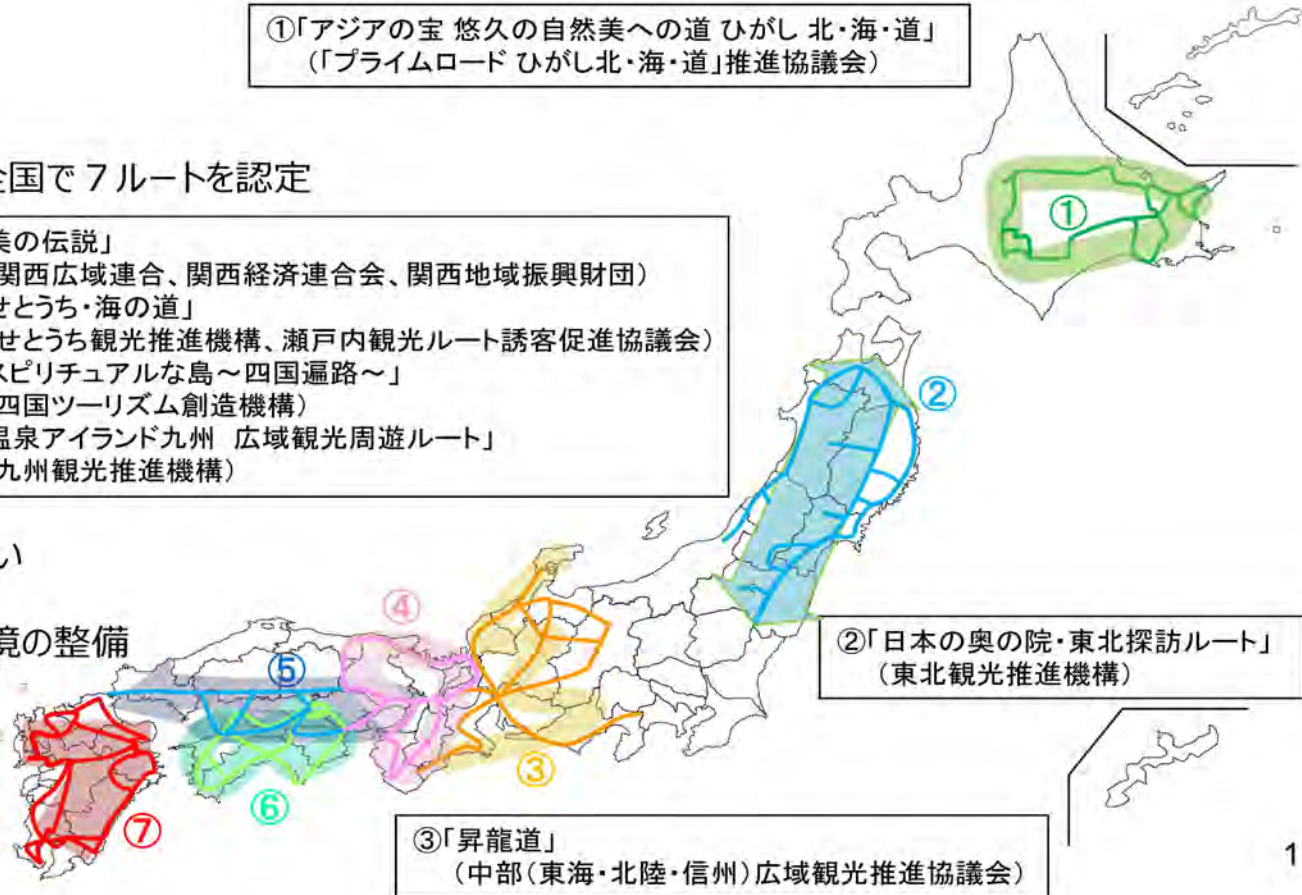 ①「アジアの宝 悠久の自然美への道 ひがし 北・海・道」
（「プライムロード ひがし北・海・道」推進協議会）
全国で７ルートを認定
美の伝説」
関西広域連合、関西経済連合会、関西地域振興財団）
せとうち・海の道」
せとうち観光推進機構、瀬戸内観光ルート誘客促進協議会）
スピリチュアルな島～四国遍路～」
四国ツーリズム創造機構）
温泉アイランド九州 広域観光周遊ルート」
九州観光推進機構）
い
境の整備
①
②
④
⑤
③
⑥
⑦
②「日本の奥の院・東北探訪ルート」
（東北観光推進機構）
③「昇龍道」
（中部（東海・北陸・信州）広域観光推進協議会）
1